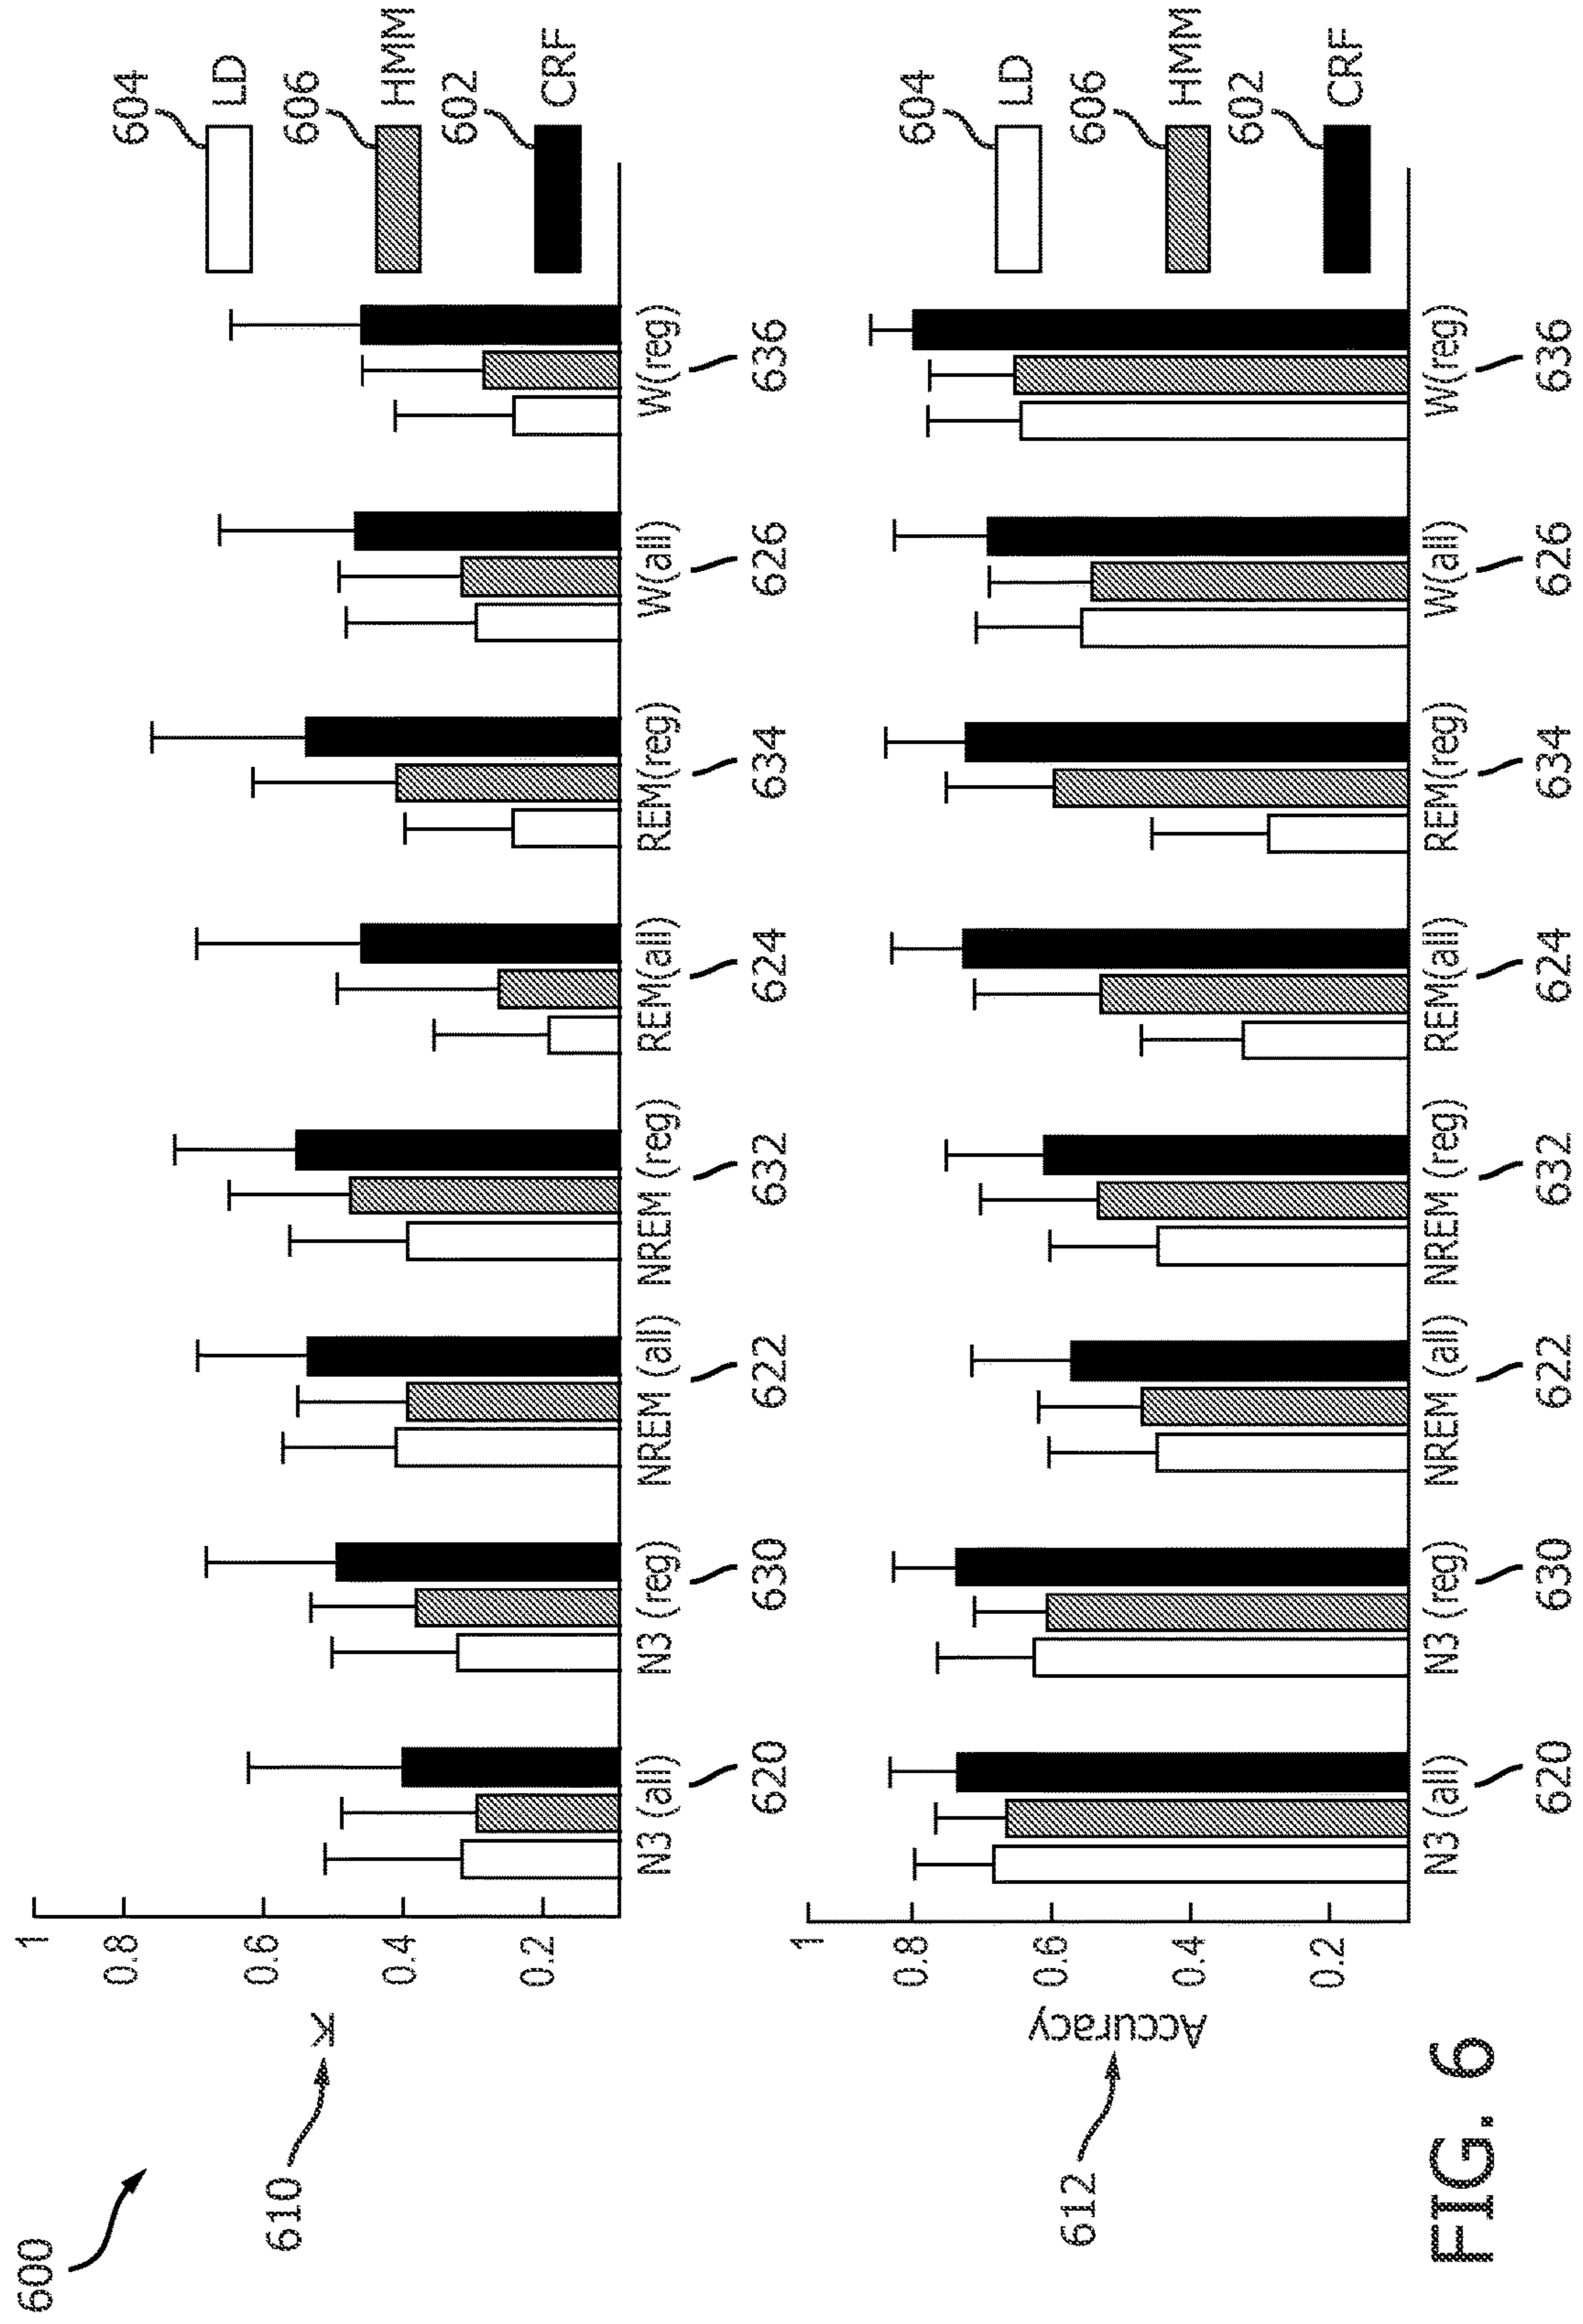 600
610
K
1
0.8
0.6
0.4
0.2
604
LD
606
HMM
602
CRF
N3 (all)
N3 (reg)
NREM (all)
NREM (reg)
REM(all)
REM(reg)
W(all)
W(reg)
620
630
622
632
624
634
626
636
612
Accuracy
1
0.8
0.6
0.4
0.2
604
LD
606
HMM
602
CRF
N3 (all)
N3 (reg)
NREM (all)
NREM (reg)
REM(all)
REM(reg)
W(all)
W(reg)
620
630
622
632
624
634
626
636
FIG. 6